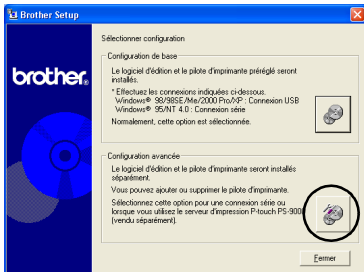 Brother Setup
Sélectionner configuration
brother®
Configuration de base
Le logiciel d'édition et le pilote d'imprimante préréglé seront
installés.
* Effectuez les connexions indiquées ci-dessous.
Windows® 98/98SE/Me/2000 Pro/XP : Connexion USB
Windows® 95/NT 4.0 : Connexion série
Normalement, cette option est sélectionnée.
Configuration avancée
Le logiciel d'édition et le pilote d'imprimante seront installés
séparément.
Vous pouvez ajouter ou supprimer le pilote d'imprimante.
Sélectionnez cette option pour une connexion série ou
lorsque vous utilisez le serveur d'impression P-touch PS-9000
(vendu séparément).
Fermer